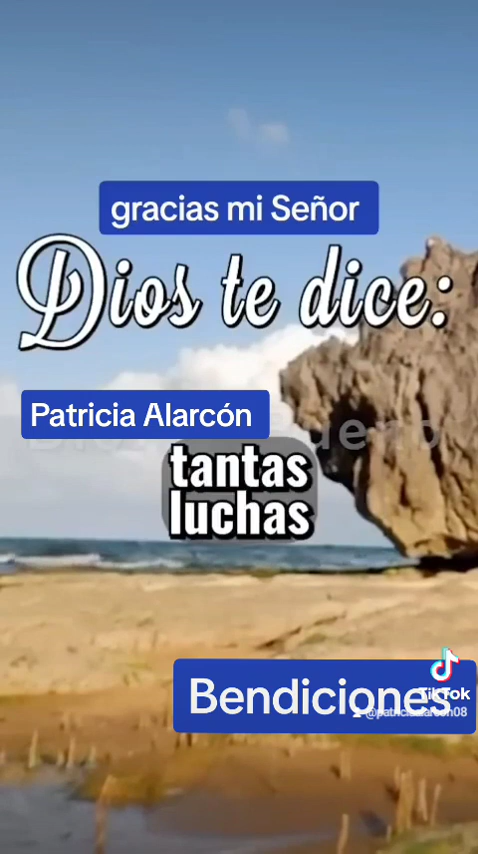 gracias mi Señor
Dios te dice:
Patricia Alarcón
tantas
luchas
Bendiciones
TikTok